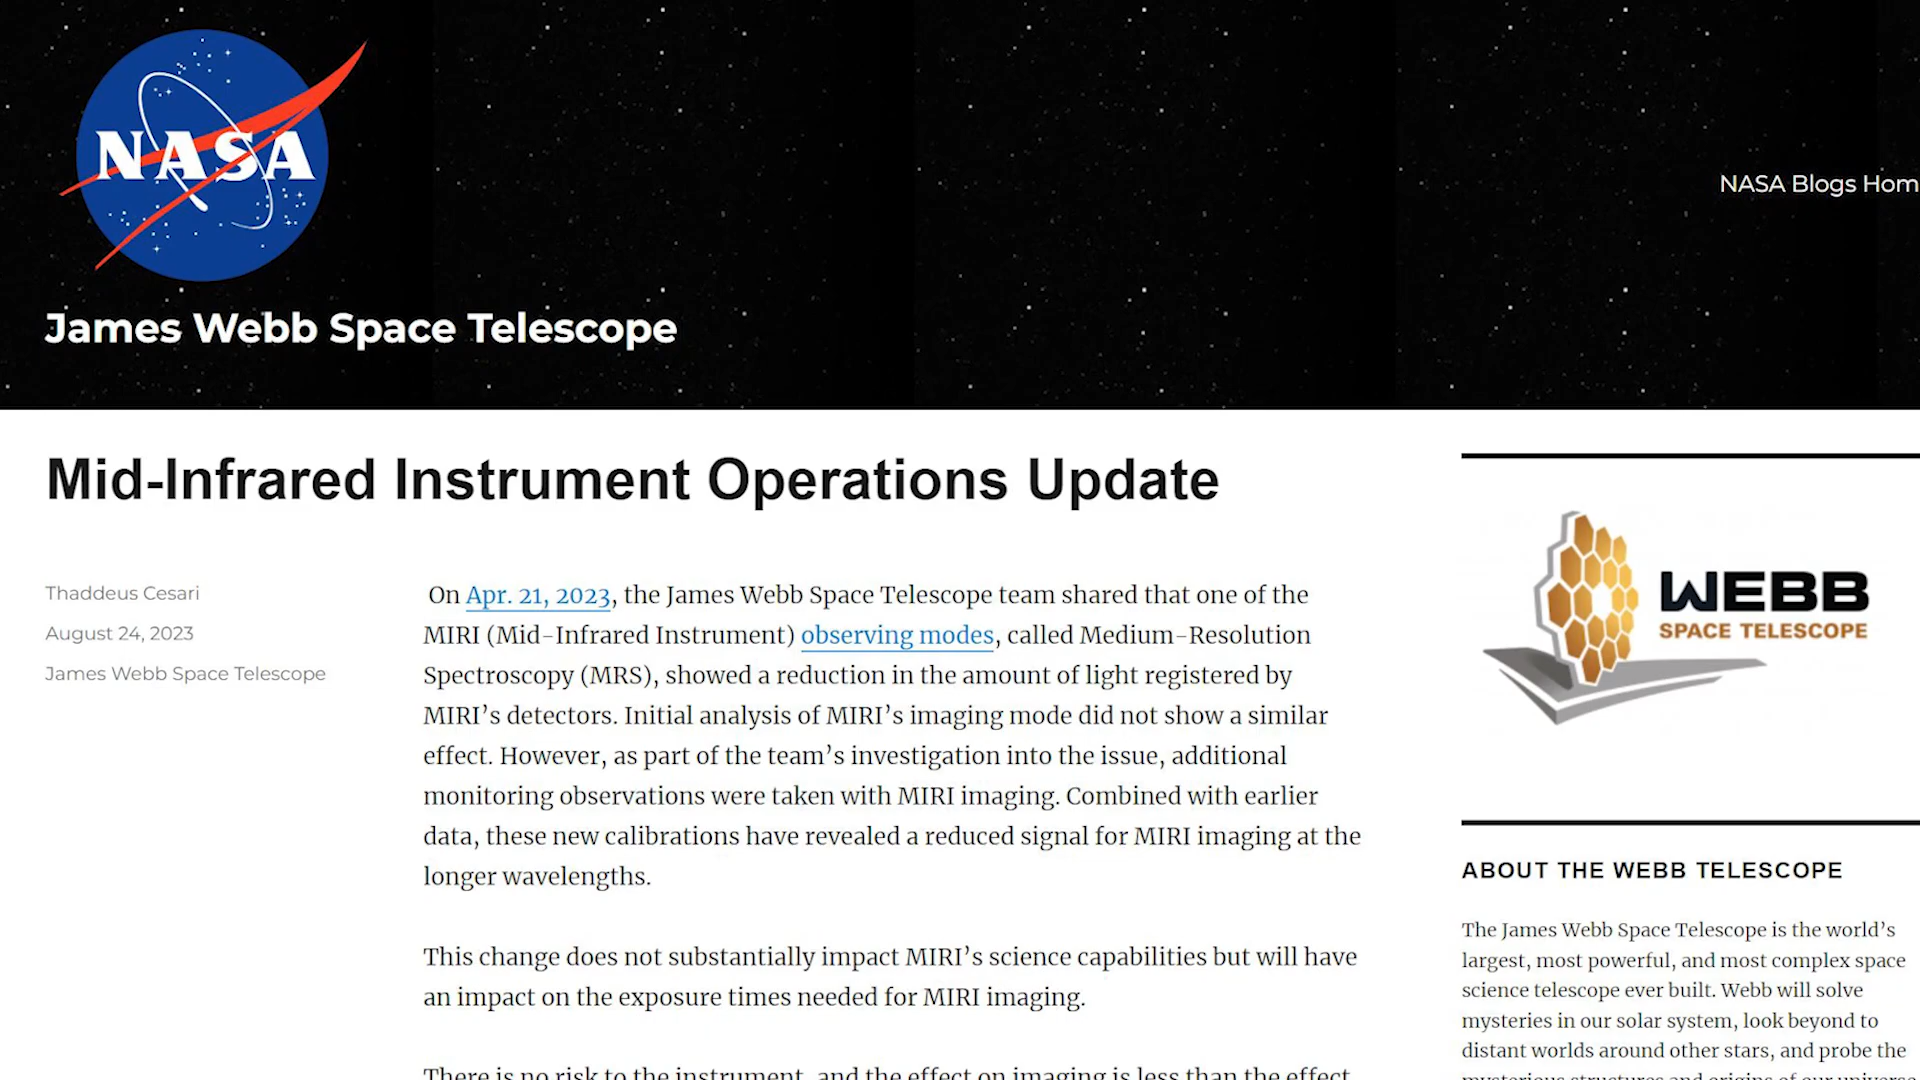 NASA
NASA Blogs Hom
James Webb Space Telescope
Mid-Infrared Instrument Operations Update
Thaddeus Cesari
August 24, 2023
James Webb Space Telescope
On Apr. 21, 2023, the James Webb Space Telescope team shared that one of the
MIRI (Mid-Infrared Instrument) observing modes, called Medium-Resolution
Spectroscopy (MRS), showed a reduction in the amount of light registered by
MIRI’s detectors. Initial analysis of MIRI’s imaging mode did not show a similar
effect. However, as part of the team’s investigation into the issue, additional
monitoring observations were taken with MIRI imaging. Combined with earlier
data, these new calibrations have revealed a reduced signal for MIRI imaging at the
longer wavelengths.
This change does not substantially impact MIRI’s science capabilities but will have
an impact on the exposure times needed for MIRI imaging.
There is no risk to the instrument, and the effect on imaging is less than the effect
WEBB
SPACE TELESCOPE
ABOUT THE WEBB TELESCOPE
The James Webb Space Telescope is the world’s
largest, most powerful, and most complex space
science telescope ever built. Webb will solve
mysteries in our solar system, look beyond to
distant worlds around other stars, and probe the
mysterious structures and origins of our universe